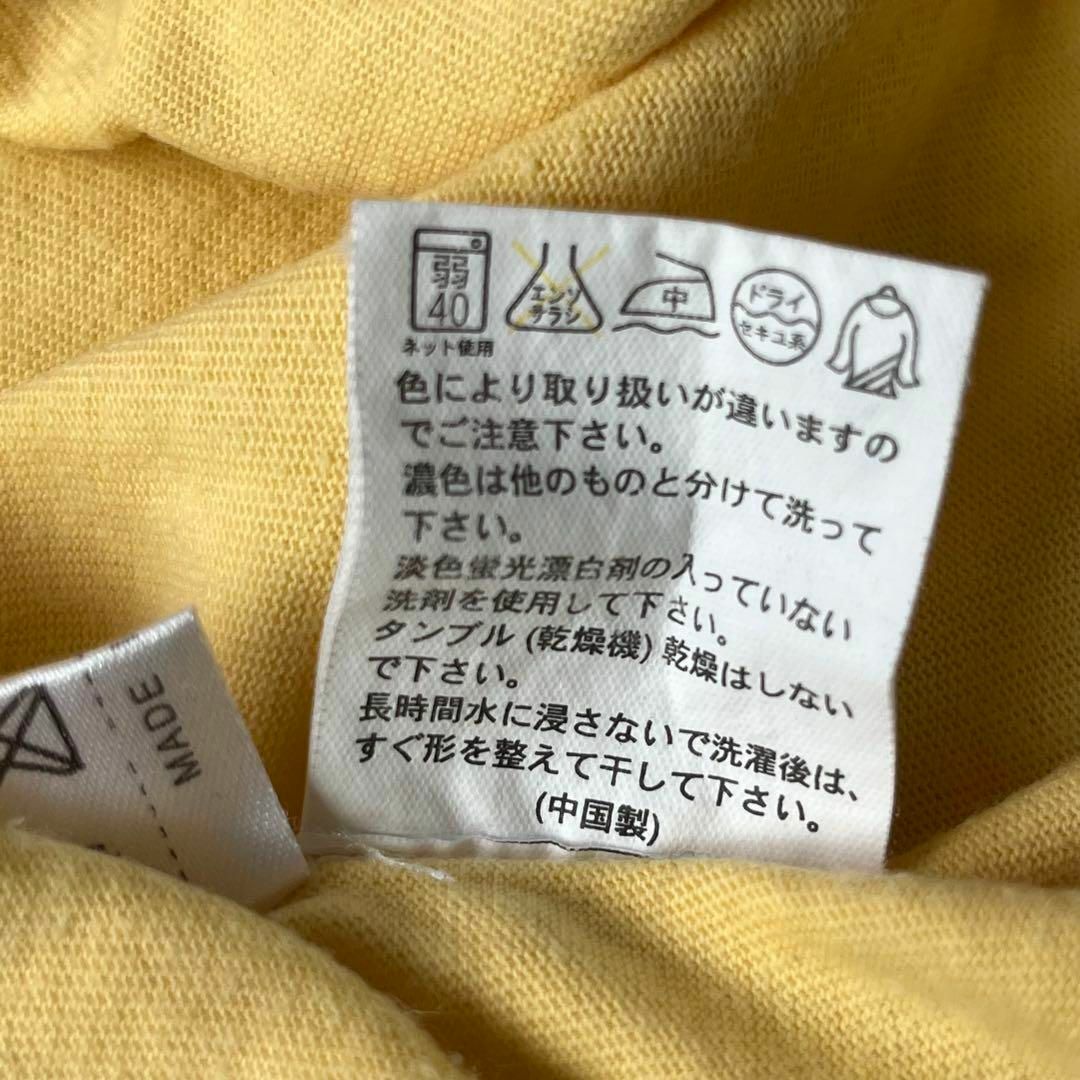 弱
40
ネット使用
エンソ
サラシ
中
ドライ
セキユ系
色により取り扱いが違いますの
でご注意下さい。
濃色は他のものと分けて洗って
下さい。
淡色蛍光漂白剤の入っていない
洗剤を使用して下さい。
タンブル(乾燥機)乾燥はしない
で下さい。
長時間水に浸さないで洗濯後は、
すぐ形を整えて干して下さい。
(中国製)
MADE